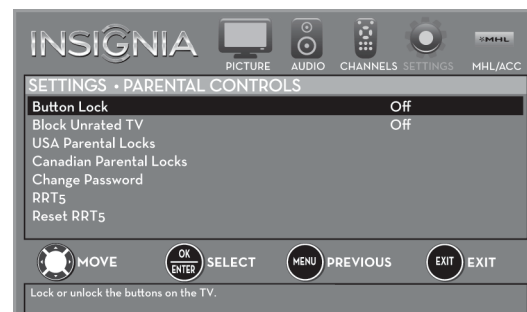 INSIGNIA
PICTURE AUDIO CHANNELS SETTINGS MHL MHL/ACC
SETTINGS • PARENTAL CONTROLS
Button Lock Off
Block Unrated TV Off
USA Parental Locks
Canadian Parental Locks
Change Password
RRT5
Reset RRT5
MOVE OK ENTER SELECT MENU PREVIOUS EXIT EXIT
Lock or unlock the buttons on the TV.